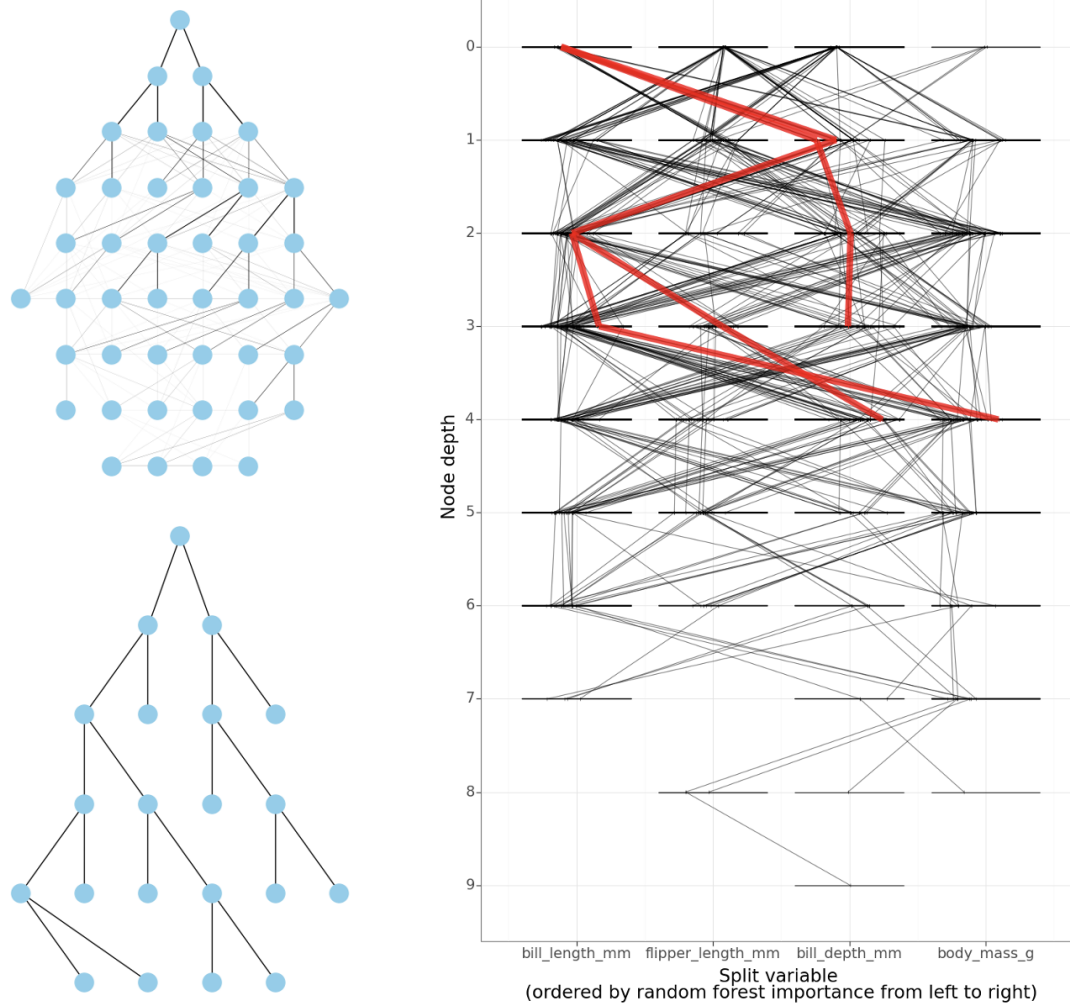 0
1
2
3
4
5
6
7
8
9
Node depth
bill_length_mm flipper_length_mm bill_depth_mm body_mass_g
Split variable
(ordered by random forest importance from left to right)